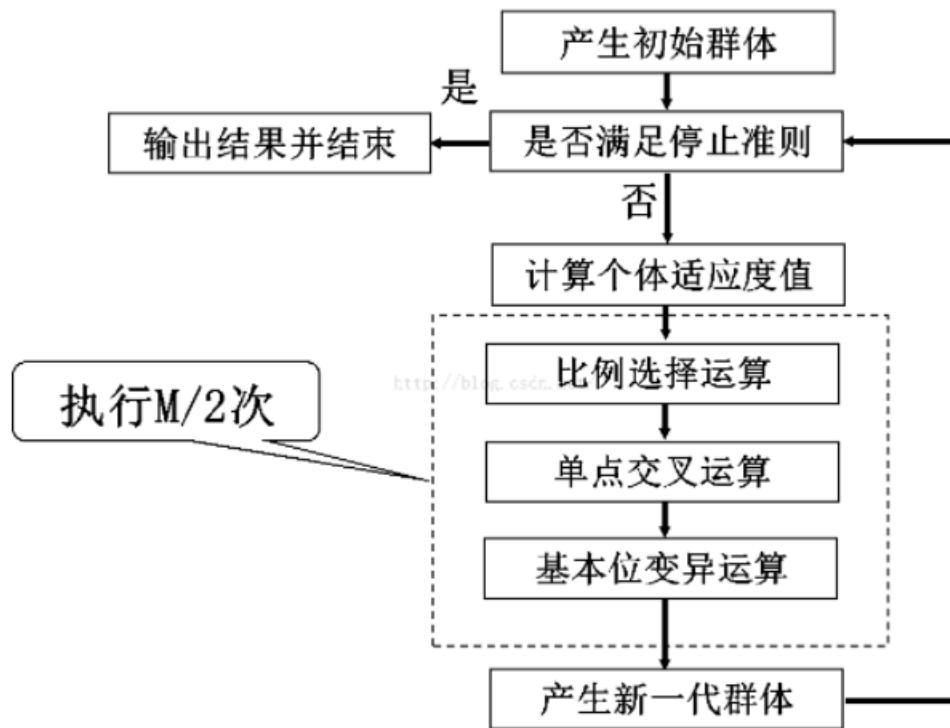 产生初始群体
是
输出结果并结束
是否满足停止准则
否
计算个体适应度值
比例选择运算
执行M/2次
单点交叉运算
基本位变异运算
产生新一代群体